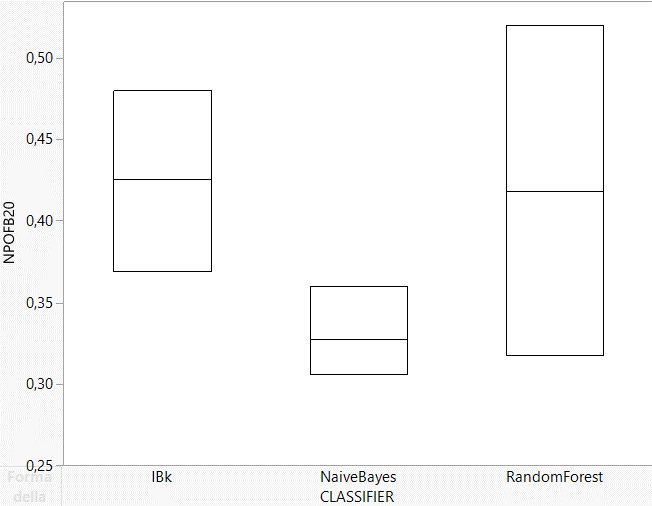 NPOFB20
0,50
0,45
0,40
0,35
0,30
0,25
IBk
NaiveBayes
RandomForest
CLASSIFIER
Forma
della